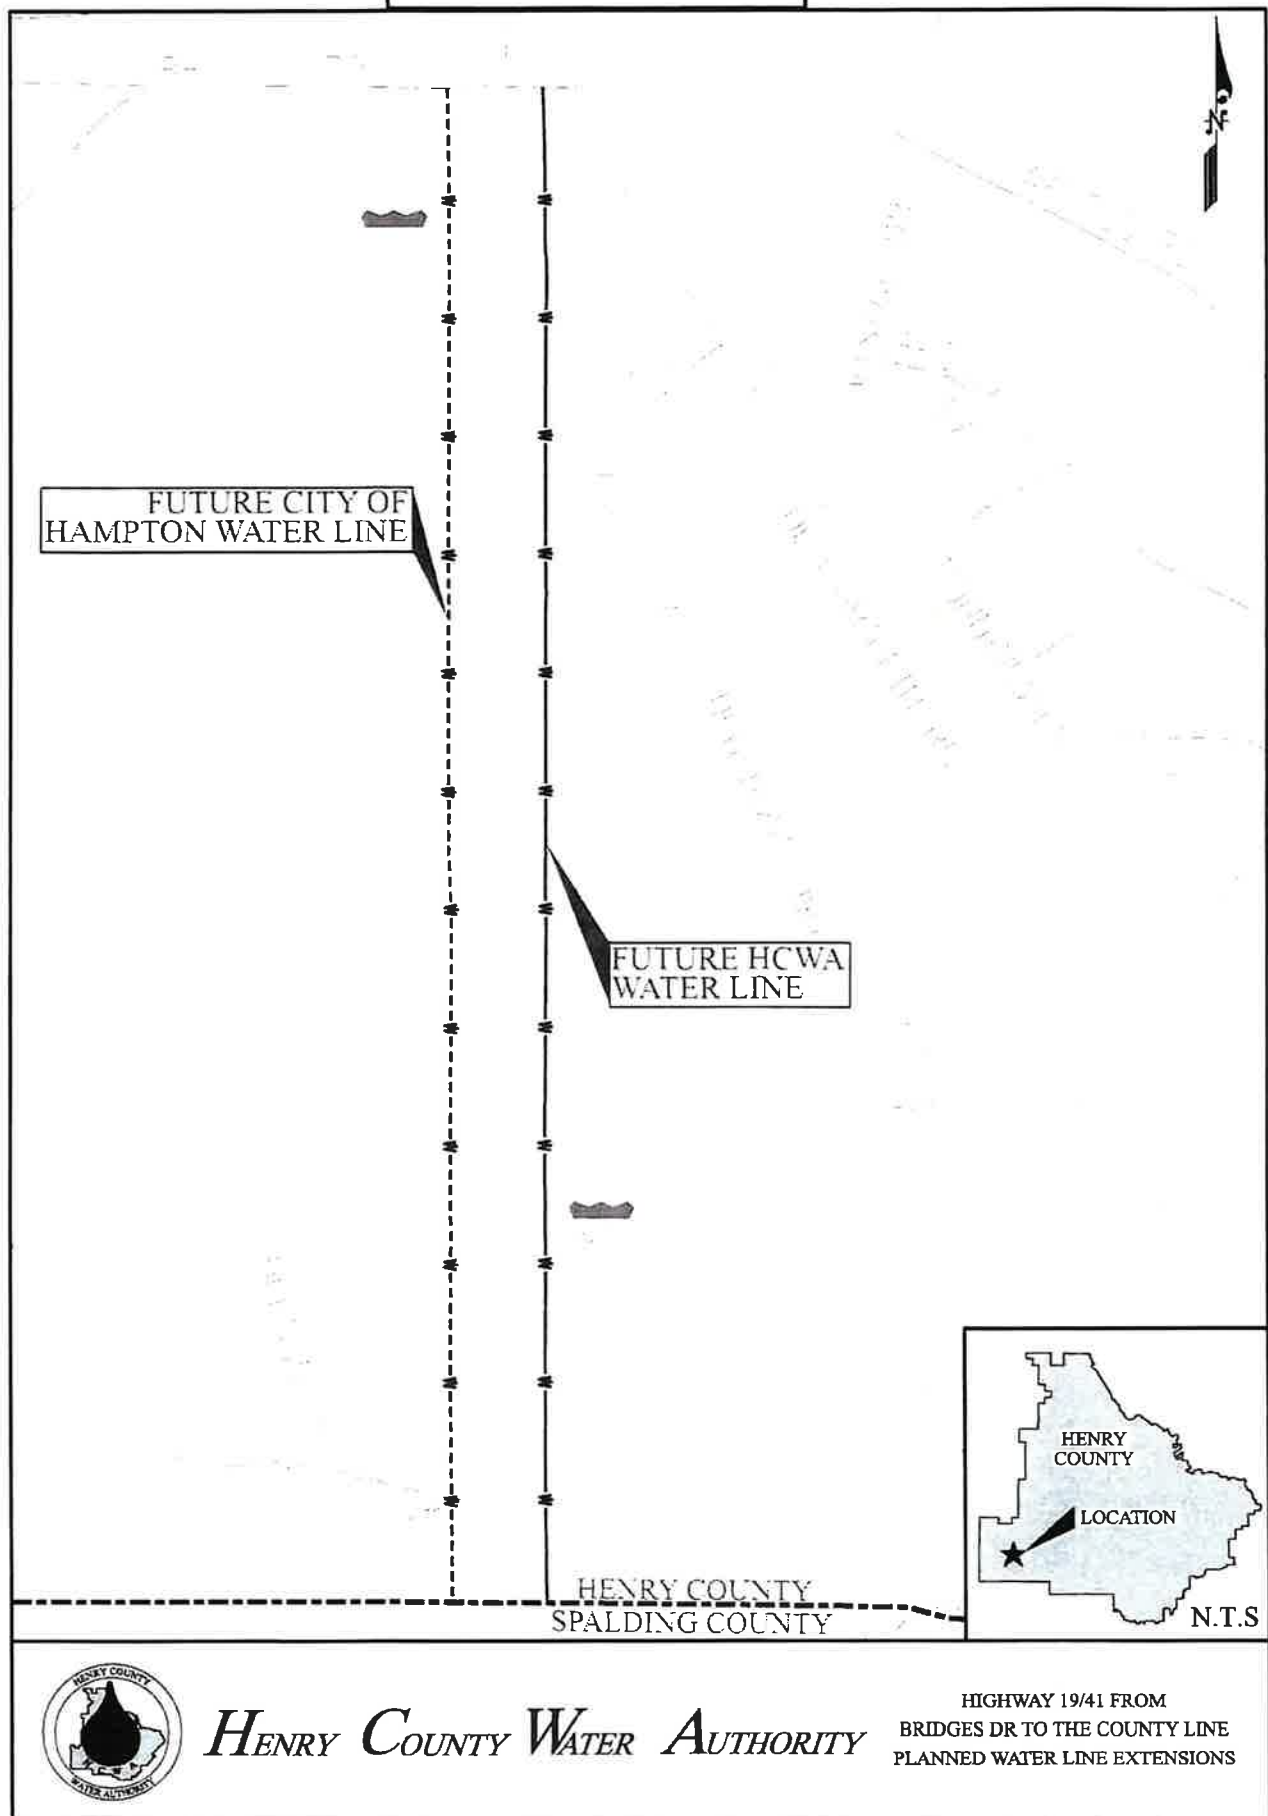 N
FUTURE CITY OF
HAMPTON WATER LINE
FUTURE HCWA
WATER LINE
HENRY COUNTY
SPALDING COUNTY
HENRY
COUNTY
LOCATION
N.T.S
HENRY COUNTY
HCWA
WATER AUTHORITY
HENRY COUNTY WATER AUTHORITY
HIGHWAY 19/41 FROM
BRIDGES DR TO THE COUNTY LINE
PLANNED WATER LINE EXTENSIONS